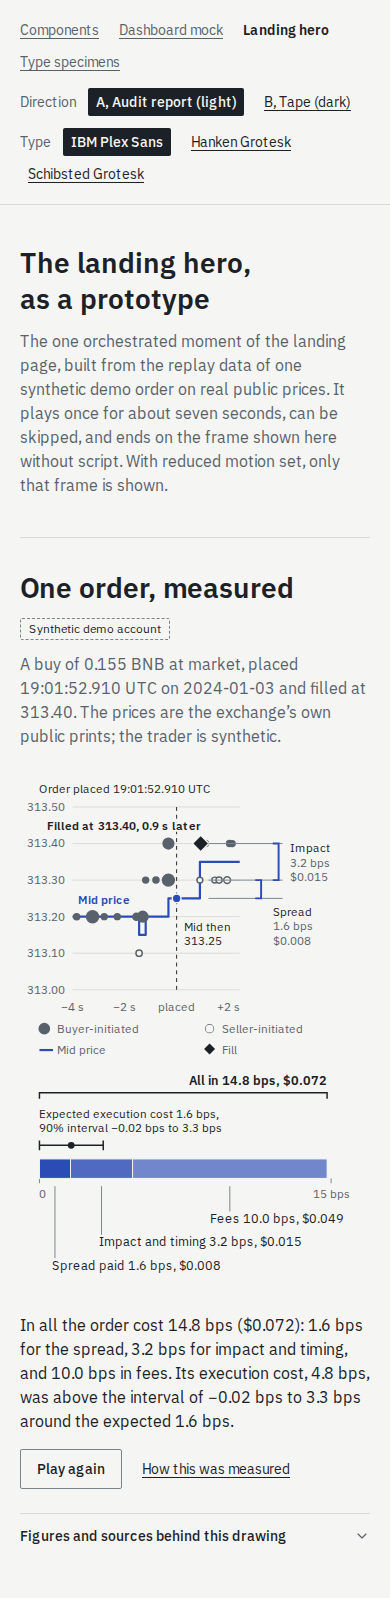 Components Dashboard mock Landing hero
Type specimens
Direction A, Audit report (light) B, Tape (dark)
Type IBM Plex Sans Hanken Grotesk
Schibsted Grotesk
The landing hero,
as a prototype
The one orchestrated moment of the landing
page, built from the replay data of one
synthetic demo order on real public prices. It
plays once for about seven seconds, can be
skipped, and ends on the frame shown here
without script. With reduced motion set, only
that frame is shown.
One order, measured
Synthetic demo account
A buy of 0.155 BNB at market, placed
19:01:52.910 UTC on 2024-01-03 and filled at
313.40. The prices are the exchange’s own
public prints; the trader is synthetic.
Order placed 19:01:52.910 UTC
313.50
Filled at 313.40, 0.9 s later
313.40
Impact
3.2 bps
$0.015
313.30
Mid price
Spread
1.6 bps
$0.008
313.20
Mid then
313.25
313.10
313.00
−4 s −2 s placed +2 s
Buyer-initiated Seller-initiated
Mid price Fill
All in 14.8 bps, $0.072
Expected execution cost 1.6 bps,
90% interval −0.02 bps to 3.3 bps
0 15 bps
Fees 10.0 bps, $0.049
Impact and timing 3.2 bps, $0.015
Spread paid 1.6 bps, $0.008
In all the order cost 14.8 bps ($0.072): 1.6 bps
for the spread, 3.2 bps for impact and timing,
and 10.0 bps in fees. Its execution cost, 4.8 bps,
was above the interval of −0.02 bps to 3.3 bps
around the expected 1.6 bps.
Play again How this was measured
Figures and sources behind this drawing